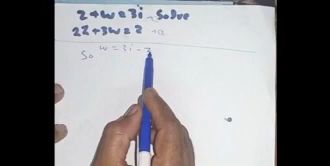 z + w = 3i , Solve
2z + 3w = 2
So w = 3i - z